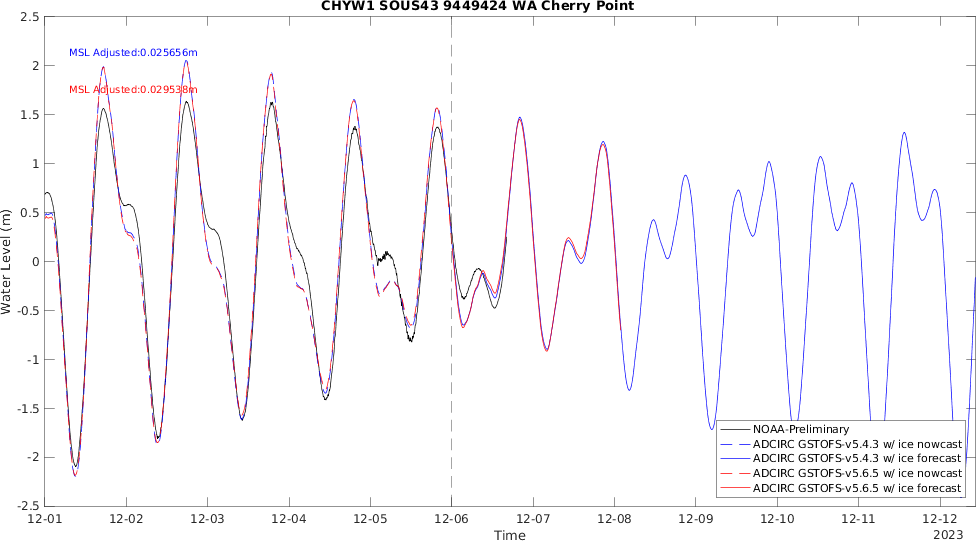 CHYW1 SOUS43 9449424 WA Cherry Point
2.5
2
1.5
1
0.5
0
-0.5
-1
-1.5
-2
-2.5
Water Level (m)
MSL Adjusted:0.025656m
MSL Adjusted:0.029538m
NOAA-Preliminary
ADCIRC GSTOFS-v5.4.3 w/ ice nowcast
ADCIRC GSTOFS-v5.4.3 w/ ice forecast
ADCIRC GSTOFS-v5.6.5 w/ ice nowcast
ADCIRC GSTOFS-v5.6.5 w/ ice forecast
12-01 12-02 12-03 12-04 12-05 12-06 12-07 12-08 12-09 12-10 12-11 12-12
Time
2023